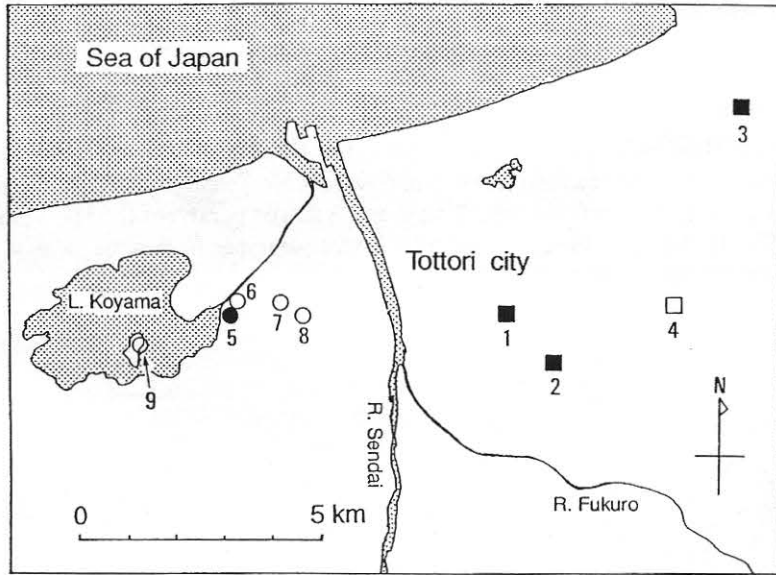 Sea of Japan
3
Tottori city
L. Koyama
6
5
7
8
1
4
2
9
N
R. Sendai
R. Fukuro
0 5 km